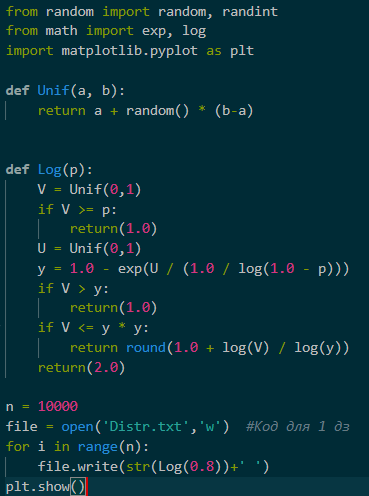 from random import random, randint
from math import exp, log
import matplotlib.pyplot as plt
def Unif(a, b):
    return a + random() * (b-a)
def Log(p):
    V = Unif(0,1)
    if V >= p:
        return(1.0)
    U = Unif(0,1)
    y = 1.0 - exp(U / (1.0 / log(1.0 - p)))
    if V > y:
        return(1.0)
    if V <= y * y:
        return round(1.0 + log(V) / log(y))
    return(2.0)
n = 10000
file = open('Distr.txt','w')  #Код для 1 дз
for i in range(n):
    file.write(str(Log(0.8))+' ')
plt.show()